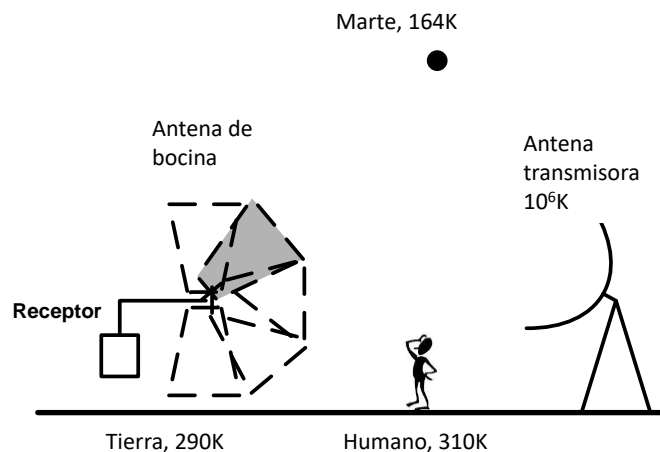 Marte, 164K
Antena de
bocina
Antena
transmisora
10⁶K
Receptor
Tierra, 290K
Humano, 310K